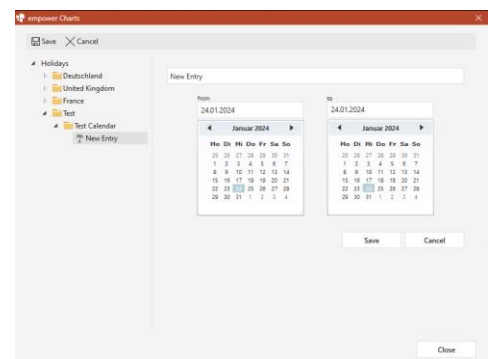 empower Charts
Save Cancel
Holidays
Deutschland
United Kingdom
France
Test
Test Calendar
New Entry
New Entry
from
24.01.2024
Januar 2024
Mo Di Mi Do Fr Sa So
25 26 27 28 29 30 31
1 2 3 4 5 6 7
8 9 10 11 12 13 14
15 16 17 18 19 20 21
22 23 24 25 26 27 28
29 30 31 1 2 3 4
to
24.01.2024
Januar 2024
Mo Di Mi Do Fr Sa So
25 26 27 28 29 30 31
1 2 3 4 5 6 7
8 9 10 11 12 13 14
15 16 17 18 19 20 21
22 23 24 25 26 27 28
29 30 31 1 2 3 4
Save Cancel
Close